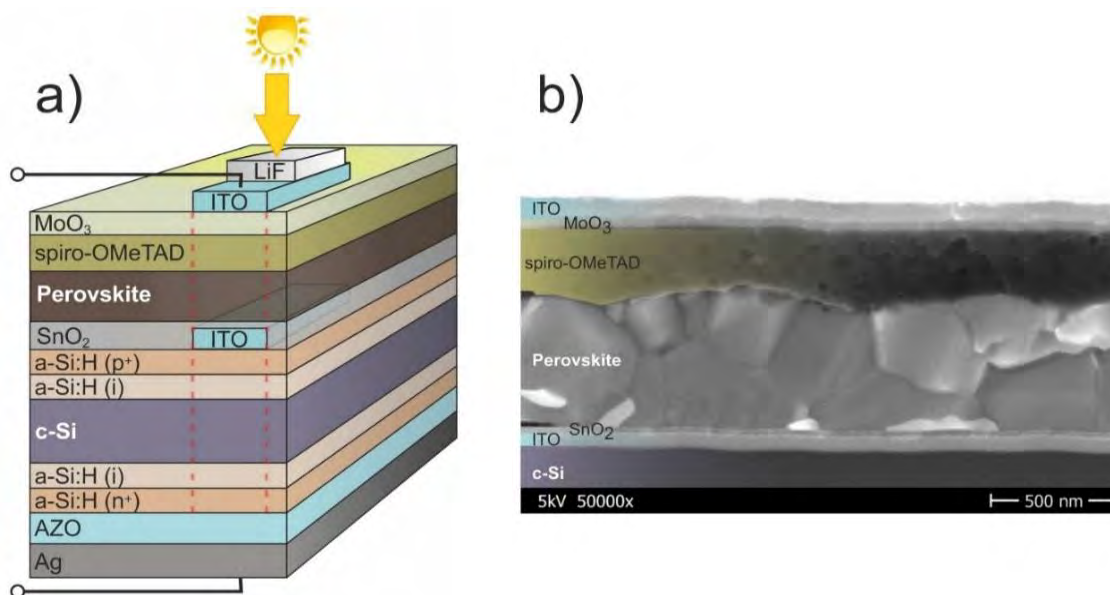 a)
LiF
ITO
MoO₃
spiro-OMeTAD
Perovskite
SnO₂
ITO
a-Si:H (p⁺)
a-Si:H (i)
c-Si
a-Si:H (i)
a-Si:H (n⁺)
AZO
Ag
b)
ITO
MoO₃
spiro-OMeTAD
Perovskite
SnO₂
ITO
c-Si
5kV 50000x
500 nm